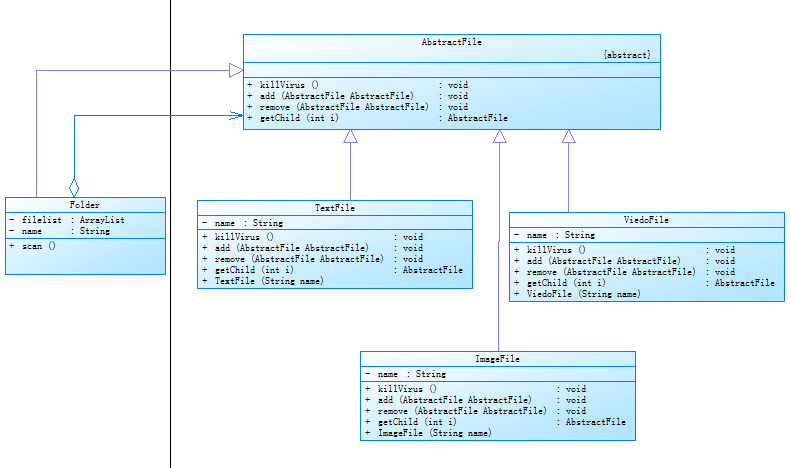 AbstractFile
{abstract}
+ killVirus () : void
+ add (AbstractFile AbstractFile) : void
+ remove (AbstractFile AbstractFile) : void
+ getChild (int i) : AbstractFile
Folder
- filelist : ArrayList
- name : String
+ scan ()
TextFile
- name : String
+ killVirus () : void
+ add (AbstractFile AbstractFile) : void
+ remove (AbstractFile AbstractFile) : void
+ getChild (int i) : AbstractFile
+ TextFile (String name)
ViedoFile
- name : String
+ killVirus () : void
+ add (AbstractFile AbstractFile) : void
+ remove (AbstractFile AbstractFile) : void
+ getChild (int i) : AbstractFile
+ ViedoFile (String name)
ImageFile
- name : String
+ killVirus () : void
+ add (AbstractFile AbstractFile) : void
+ remove (AbstractFile AbstractFile) : void
+ getChild (int i) : AbstractFile
+ ImageFile (String name)